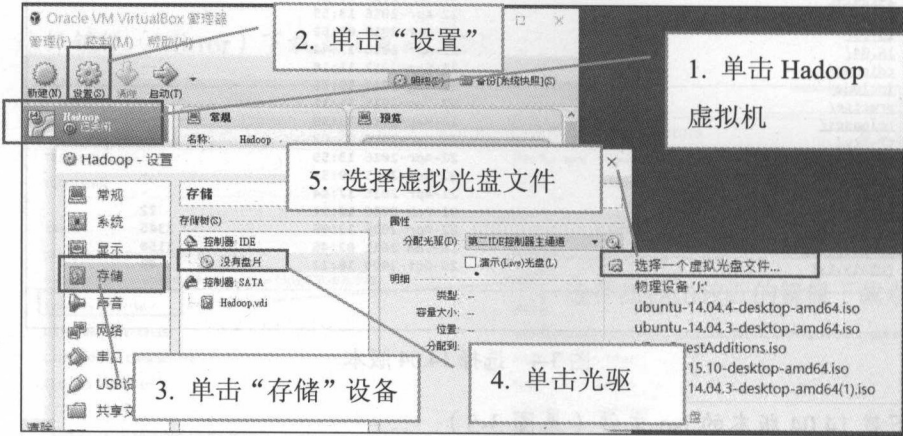 Oracle VM VirtualBox 管理器
管理(F) 控制(M) 帮助(H)
新建(N) 设置(S) 清除 启动(T)
明细(D) 备份[系统快照](S)
2. 单击“设置”
1. 单击 Hadoop
虚拟机
Hadoop
已关闭
常规
名称: Hadoop
预览
Hadoop - 设置
5. 选择虚拟光盘文件
常规
系统
显示
存储
声音
网络
串口
USB设
共享文
存储
存储树(S)
控制器: IDE
没有盘片
控制器: SATA
Hadoop.vdi
属性
分配光驱(D): 第二IDE控制器主通道
演示(Live)光盘(L)
明细
类型: --
容量大小: --
位置: --
分配到:
选择一个虚拟光盘文件...
物理设备 'J:'
ubuntu-14.04.4-desktop-amd64.iso
ubuntu-14.04.3-desktop-amd64.iso
estAdditions.iso
15.10-desktop-amd64.iso
14.04.3-desktop-amd64(1).iso
盘
3. 单击“存储”设备
4. 单击光驱
清除